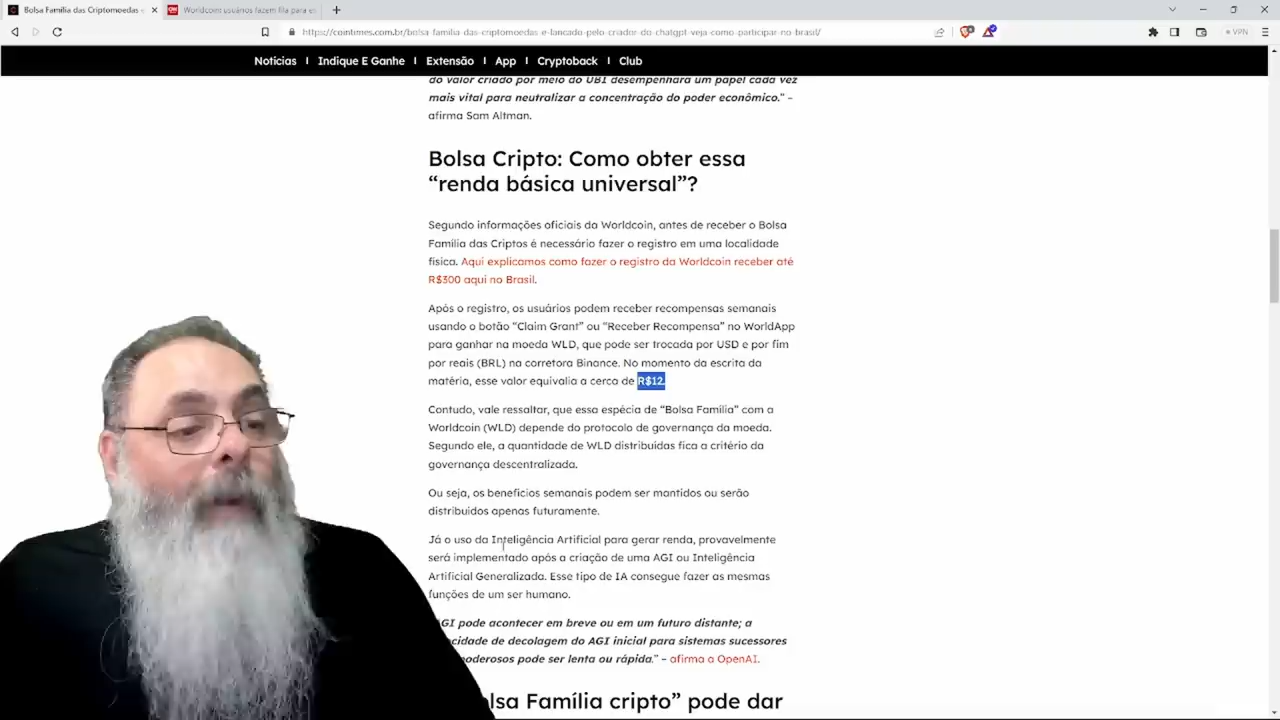 Bolsa Família das Criptomoedas e
Worldcoin usuários fazem fila para es
https://cointimes.com.br/bolsa-familia-das-criptomoedas-e-lancado-pelo-criador-do-chatgpt-veja-como-participar-no-brasil/
VPN
Notícias | Indique E Ganhe | Extensão | App | Cryptoback | Club
do valor criado por meio do UBI desempenhará um papel cada vez
mais vital para neutralizar a concentração do poder econômico.” –
afirma Sam Altman.
Bolsa Cripto: Como obter essa
“renda básica universal”?
Segundo informações oficiais da Worldcoin, antes de receber o Bolsa
Família das Criptos é necessário fazer o registro em uma localidade
física. Aqui explicamos como fazer o registro da Worldcoin receber até
R$300 aqui no Brasil.
Após o registro, os usuários podem receber recompensas semanais
usando o botão “Claim Grant” ou “Receber Recompensa” no WorldApp
para ganhar na moeda WLD, que pode ser trocada por USD e por fim
por reais (BRL) na corretora Binance. No momento da escrita da
matéria, esse valor equivalia a cerca de R$12.
Contudo, vale ressaltar, que essa espécie de “Bolsa Família” com a
Worldcoin (WLD) depende do protocolo de governança da moeda.
Segundo ele, a quantidade de WLD distribuídas fica a critério da
governança descentralizada.
Ou seja, os benefícios semanais podem ser mantidos ou serão
distribuídos apenas futuramente.
Já o uso da Inteligência Artificial para gerar renda, provavelmente
será implementado após a criação de uma AGI ou Inteligência
Artificial Generalizada. Esse tipo de IA consegue fazer as mesmas
funções de um ser humano.
GI pode acontecer em breve ou em um futuro distante; a
ocidade de decolagem do AGI inicial para sistemas sucessores
poderosos pode ser lenta ou rápida.” – afirma a OpenAI.
lsa Família cripto” pode dar